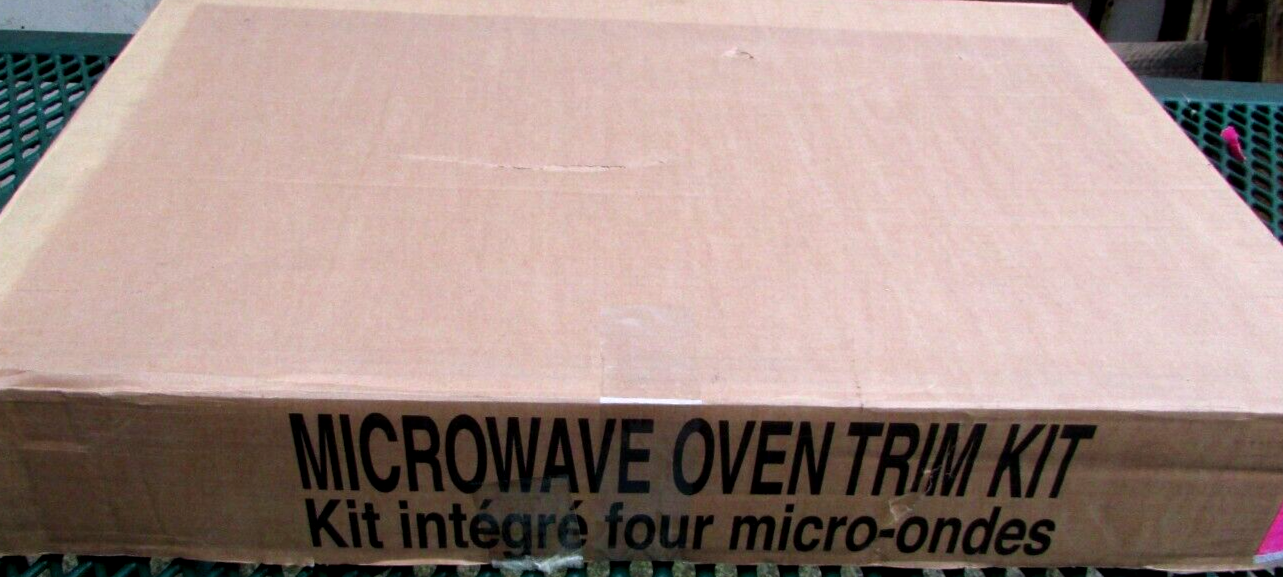 MICROWAVE OVEN TRIM KIT
Kit intégré four micro-ondes